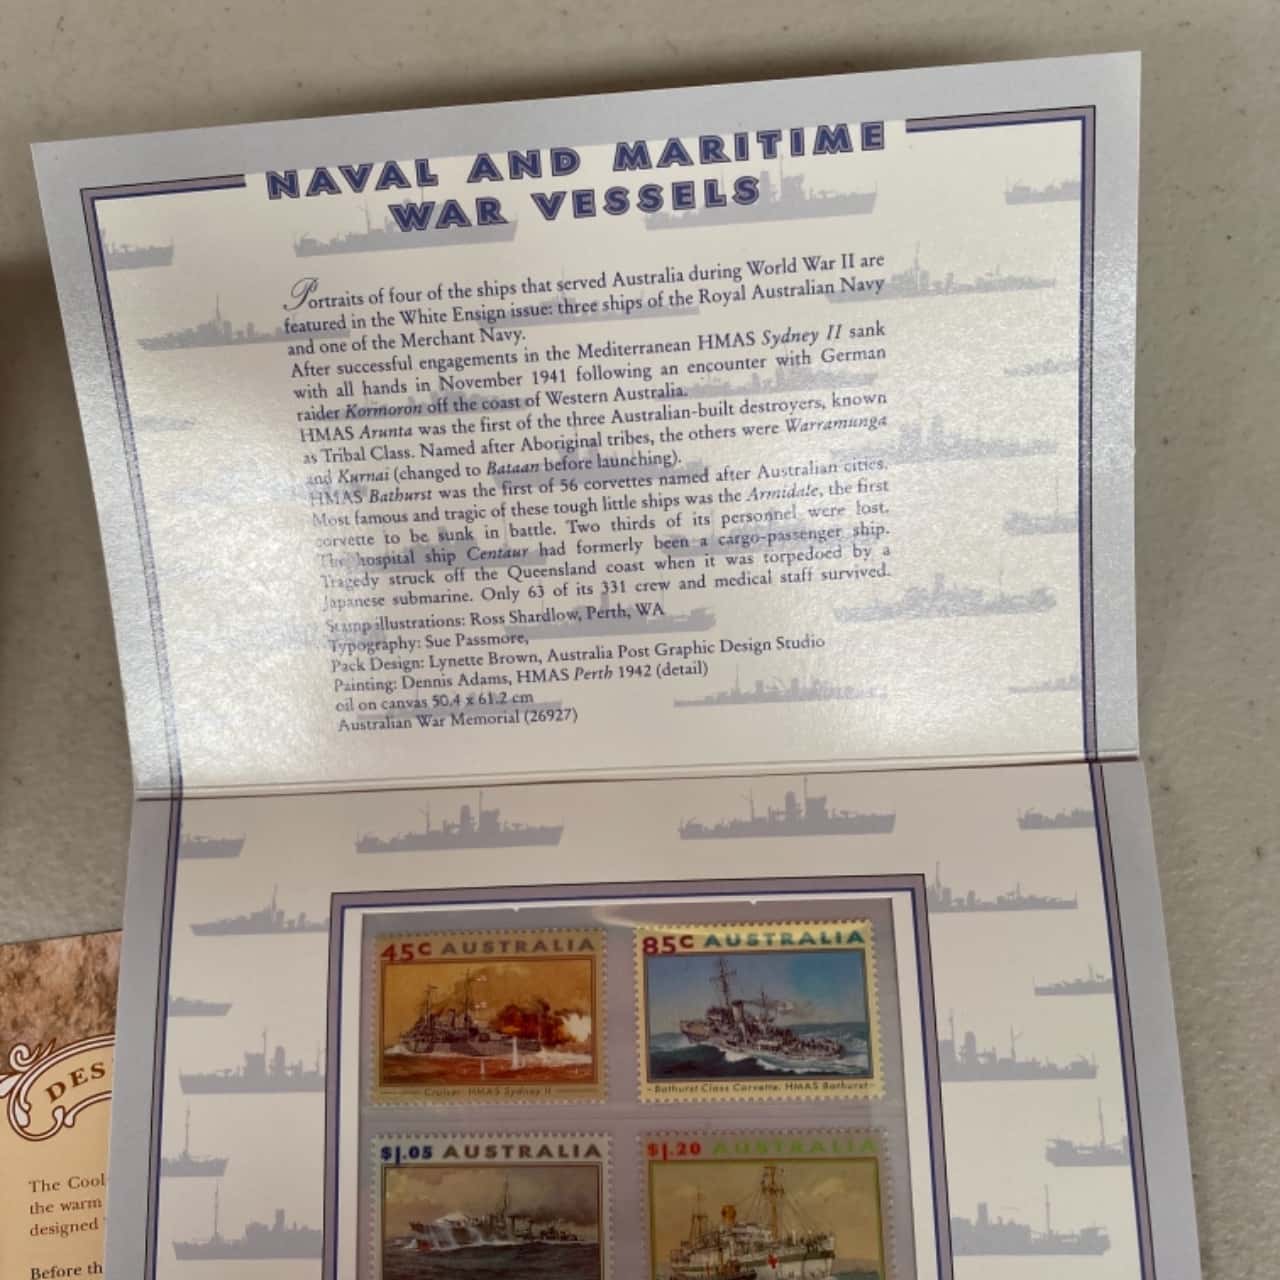 NAVAL AND MARITIME
WAR VESSELS
Portraits of four of the ships that served Australia during World War II are
featured in the White Ensign issue: three ships of the Royal Australian Navy
and one of the Merchant Navy.
After successful engagements in the Mediterranean HMAS Sydney II sank
with all hands in November 1941 following an encounter with German
raider Kormoron off the coast of Western Australia.
HMAS Arunta was the first of the three Australian-built destroyers, known
as Tribal Class. Named after Aboriginal tribes, the others were Warramunga
and Kurnai (changed to Bataan before launching).
HMAS Bathurst was the first of 56 corvettes named after Australian cities.
Most famous and tragic of these tough little ships was the Armidale, the first
corvette to be sunk in battle. Two thirds of its personnel were lost.
The hospital ship Centaur had formerly been a cargo-passenger ship.
Tragedy struck off the Queensland coast when it was torpedoed by a
Japanese submarine. Only 63 of its 331 crew and medical staff survived.
Stamp illustrations: Ross Shardlow, Perth, WA
Typography: Sue Passmore,
Pack Design: Lynette Brown, Australia Post Graphic Design Studio
Painting: Dennis Adams, HMAS Perth 1942 (detail)
oil on canvas 50.4 x 61.2 cm
Australian War Memorial (26927)
45C AUSTRALIA
Cruiser: HMAS Sydney II
85C AUSTRALIA
Bathurst Class Corvette. HMAS Bathurst
$1.05 AUSTRALIA
$1.20 AUSTRALIA
DES
The Cool
the warm
designed
Before th